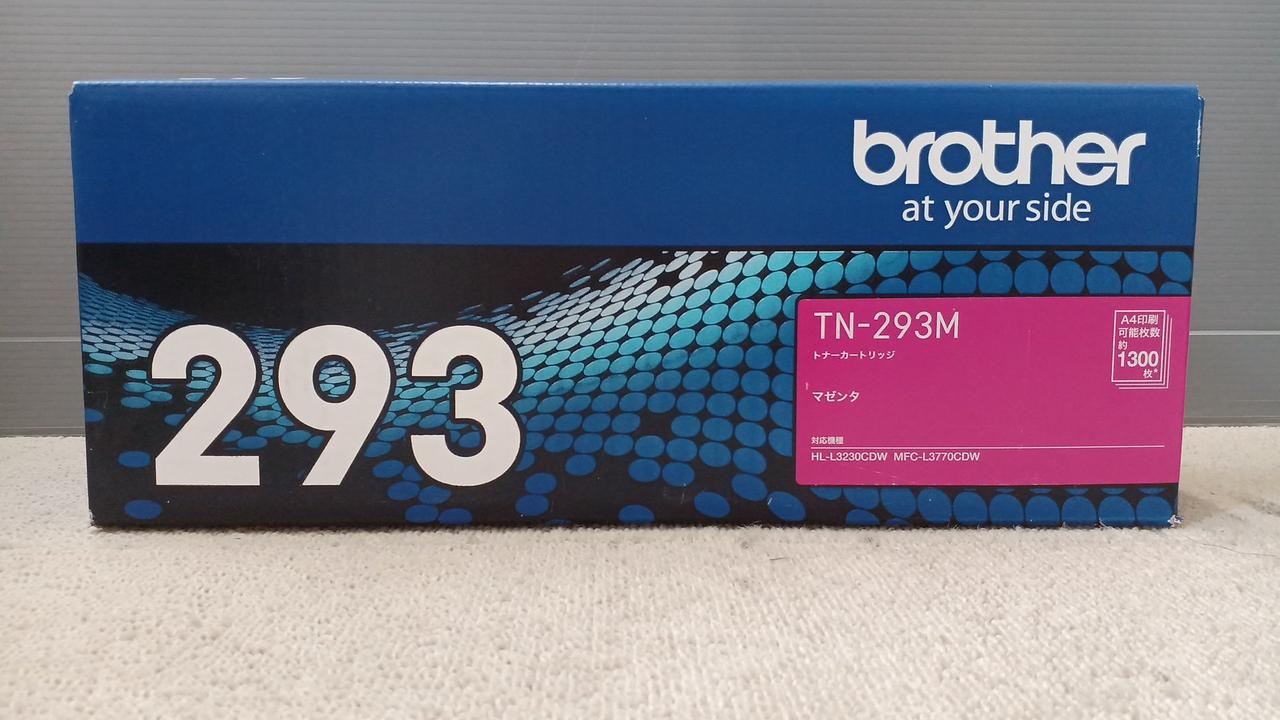 brother
at your side
293
TN-293M
トナーカートリッジ
マゼンタ
A4印刷
可能枚数
約
1300
枚*
対応機種
HL-L3230CDW MFC-L3770CDW